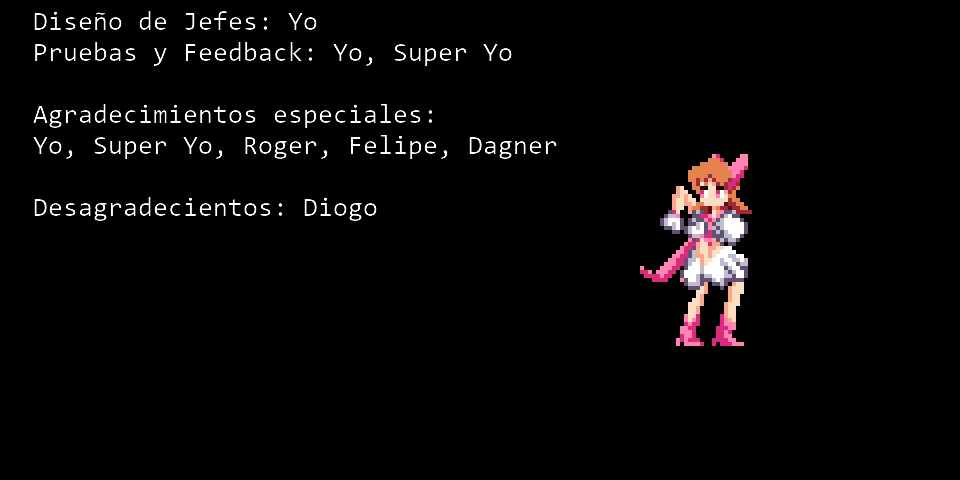 Diseño de Jefes: Yo
Pruebas y Feedback: Yo, Super Yo
Agradecimientos especiales:
Yo, Super Yo, Roger, Felipe, Dagner
Desagradecientos: Diogo